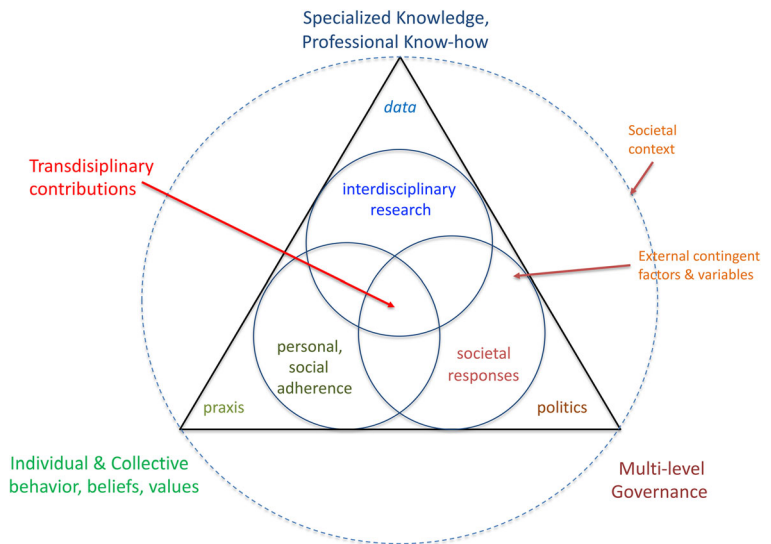 Specialized Knowledge,
Professional Know-how
data
Societal
context
Transdisiplinary
contributions
interdisciplinary
research
External contingent
factors & variables
personal,
social
adherence
societal
responses
praxis
politics
Individual & Collective
behavior, beliefs, values
Multi-level
Governance